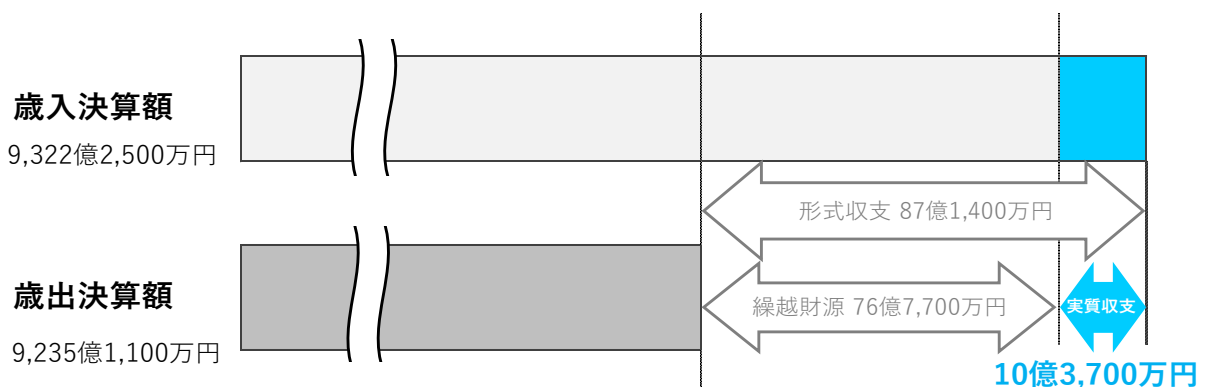 歳入決算額
9,322億2,500万円
形式収支 87億1,400万円
歳出決算額
9,235億1,100万円
繰越財源 76億7,700万円
実質収支
10億3,700万円